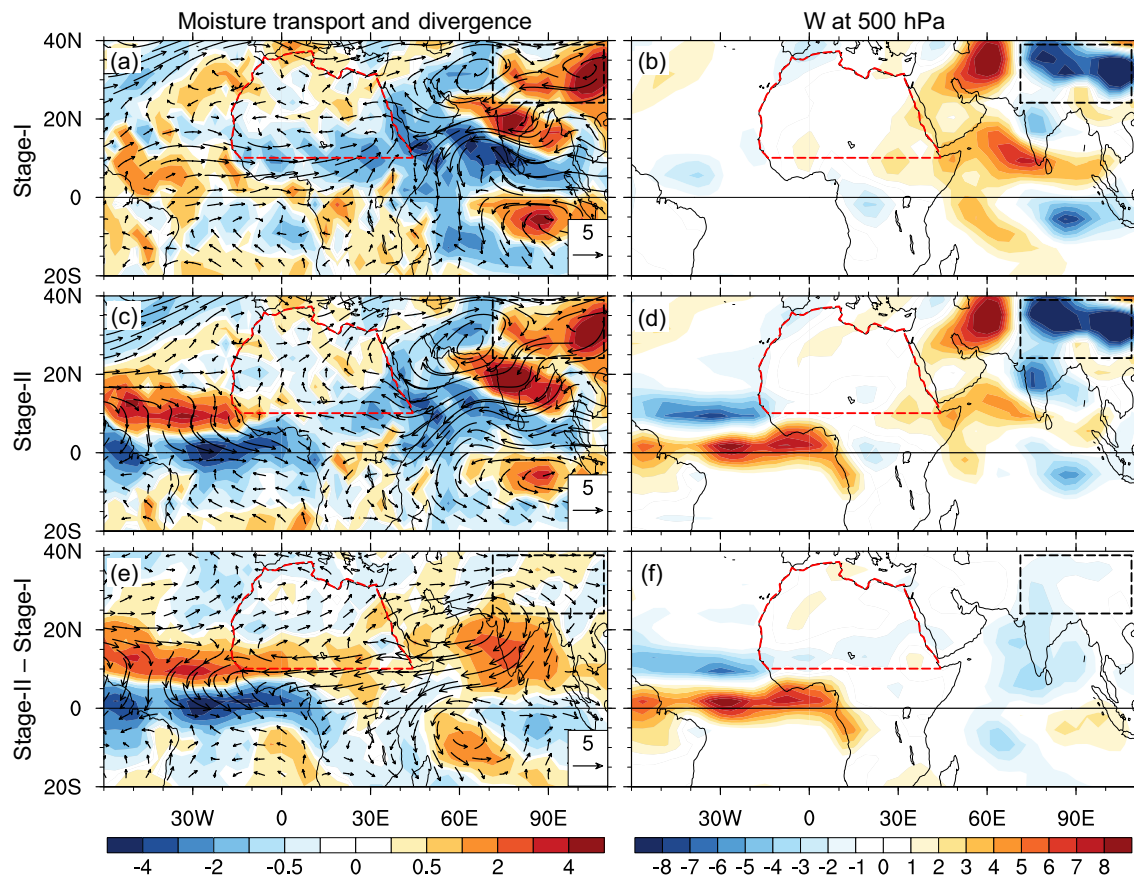 Moisture transport and divergence
W at 500 hPa
Stage-I
40N
20N
0
20S
(a)
5
(b)
Stage-II
40N
20N
0
20S
(c)
5
(d)
Stage-II – Stage-I
40N
20N
0
20S
(e)
5
(f)
30W 0 30E 60E 90E
30W 0 30E 60E 90E
-4 -2 -0.5 0 0.5 2 4
-8 -7 -6 -5 -4 -3 -2 -1 0 1 2 3 4 5 6 7 8